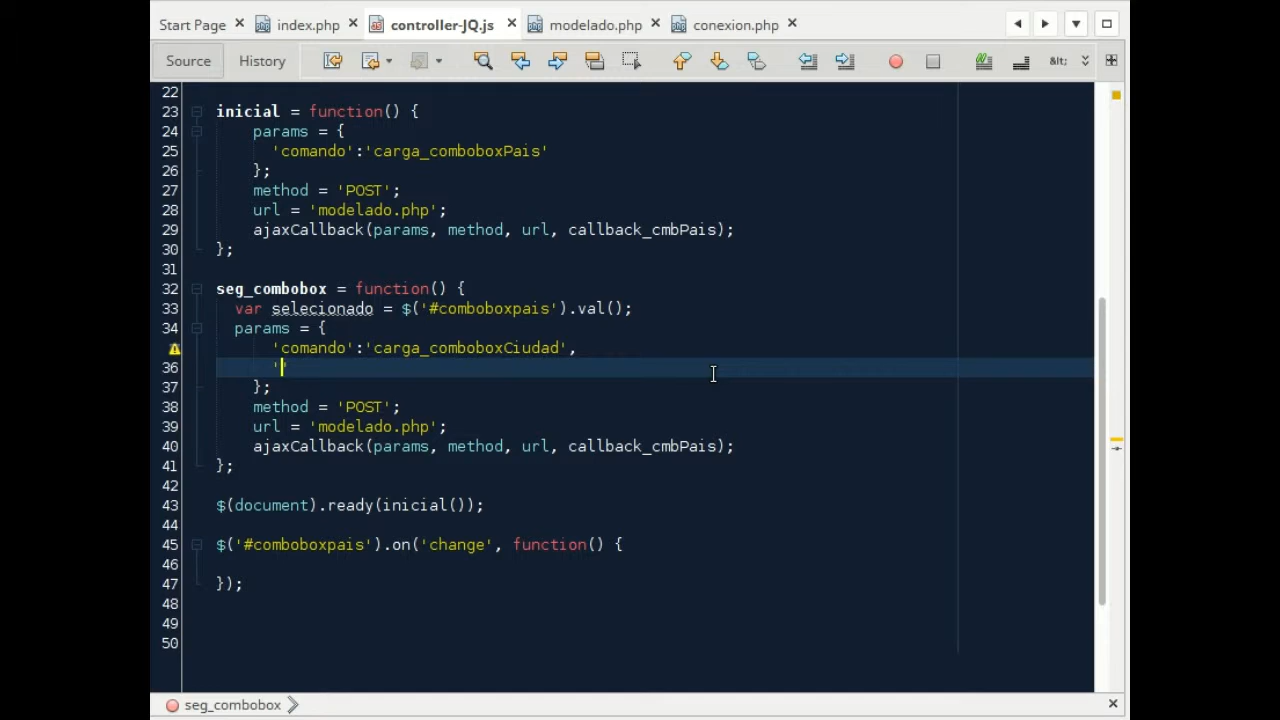 Start Page index.php controller-JQ.js modelado.php conexion.php
Source History &lt;
22
23 inicial = function() {
24 params = {
25 'comando':'carga_comboboxPais'
26 };
27 method = 'POST';
28 url = 'modelado.php';
29 ajaxCallback(params, method, url, callback_cmbPais);
30 };
31
32 seg_combobox = function() {
33 var selecionado = $('#comboboxpais').val();
34 params = {
'comando':'carga_comboboxCiudad',
36 ''
37 };
38 method = 'POST';
39 url = 'modelado.php';
40 ajaxCallback(params, method, url, callback_cmbPais);
41 };
42
43 $(document).ready(inicial());
44
45 $('#comboboxpais').on('change', function() {
46
47 });
48
49
50
seg_combobox